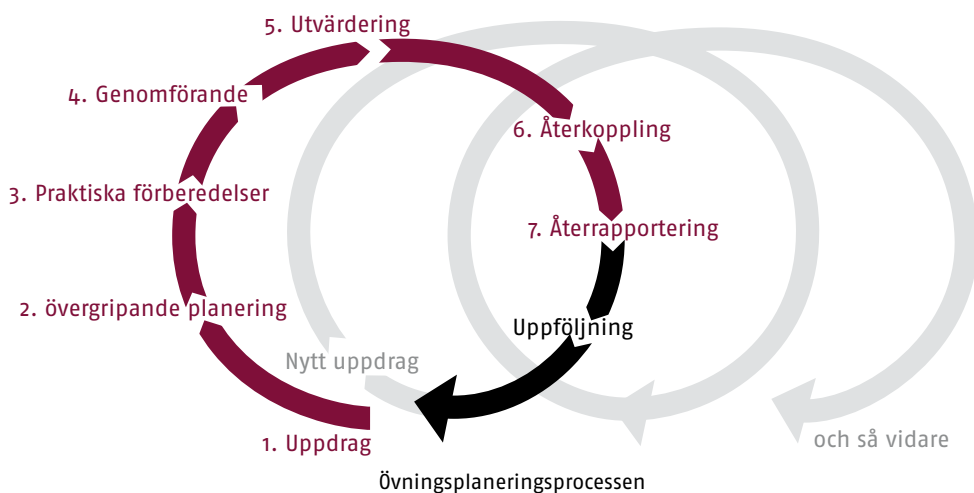 5. Utvärdering
4. Genomförande
6. Återkoppling
3. Praktiska förberedelser
7. Återrapportering
2. övergripande planering
Uppföljning
Nytt uppdrag
1. Uppdrag
och så vidare
Övningsplaneringsprocessen